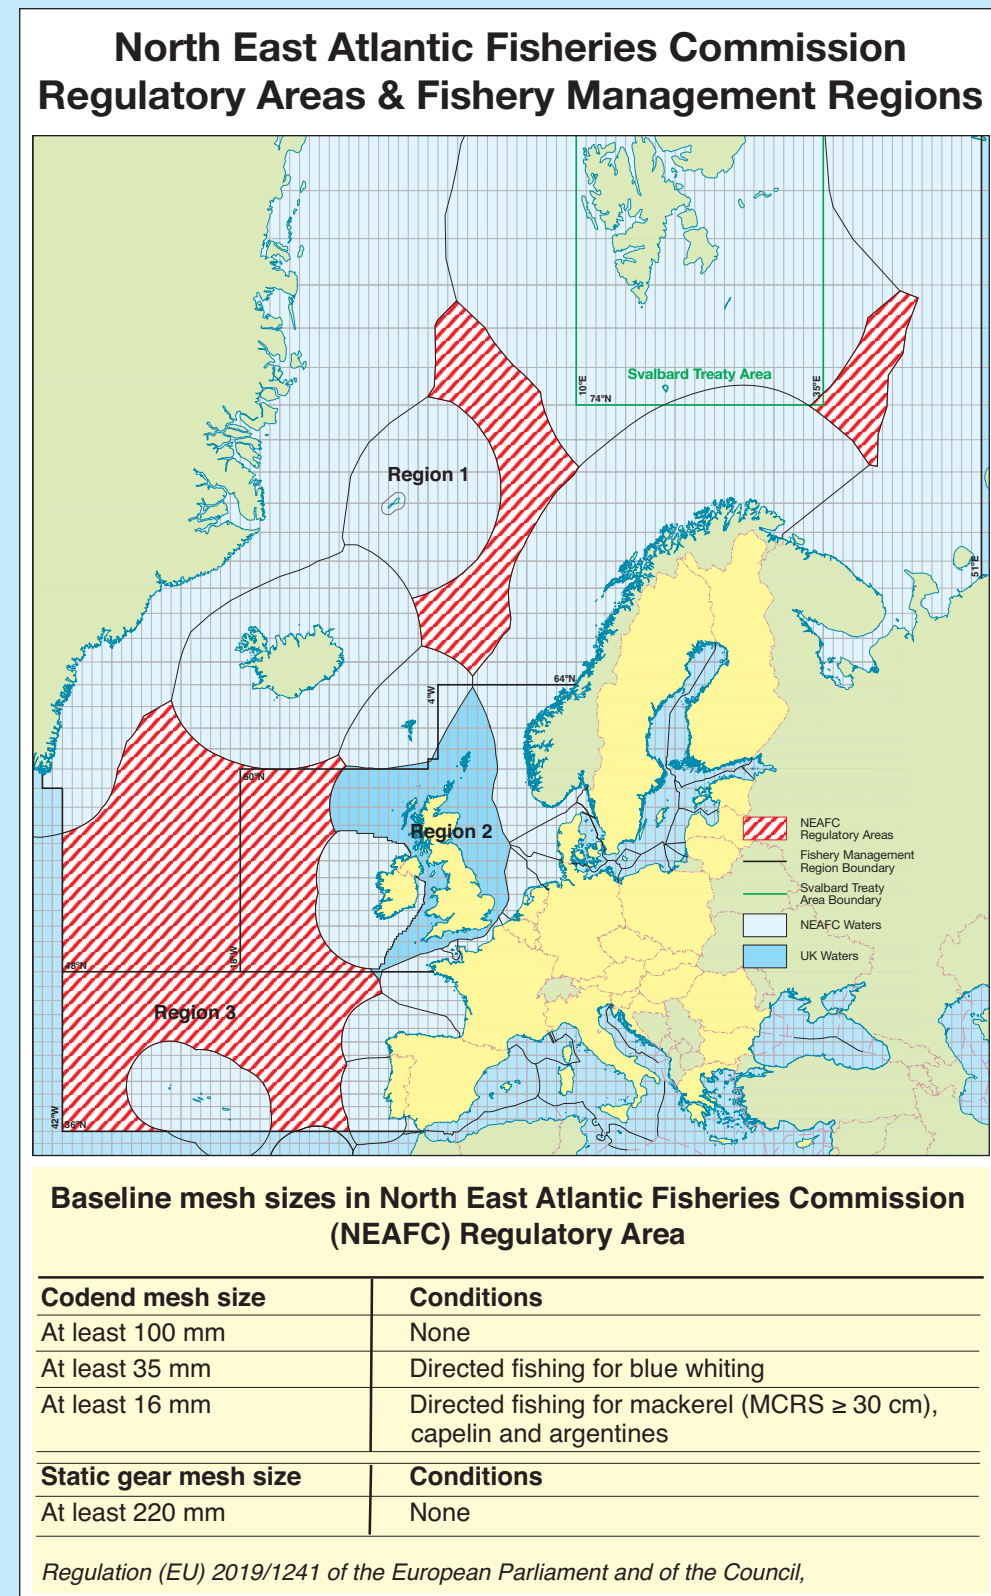 North East Atlantic Fisheries Commission
Regulatory Areas & Fishery Management Regions
10°E
Svalbard Treaty Area
35°E
74°N
Region 1
51°E
64°N
4°W
60°N
Region 2
NEAFC
Regulatory Areas
Fishery Management
Region Boundary
Svalbard Treaty
Area Boundary
NEAFC Waters
UK Waters
18°W
48°N
Region 3
42°W
36°N
Baseline mesh sizes in North East Atlantic Fisheries Commission
(NEAFC) Regulatory Area
Codend mesh size Conditions
At least 100 mm None
At least 35 mm Directed fishing for blue whiting
At least 16 mm Directed fishing for mackerel (MCRS ≥ 30 cm),
capelin and argentines
Static gear mesh size Conditions
At least 220 mm None
Regulation (EU) 2019/1241 of the European Parliament and of the Council,